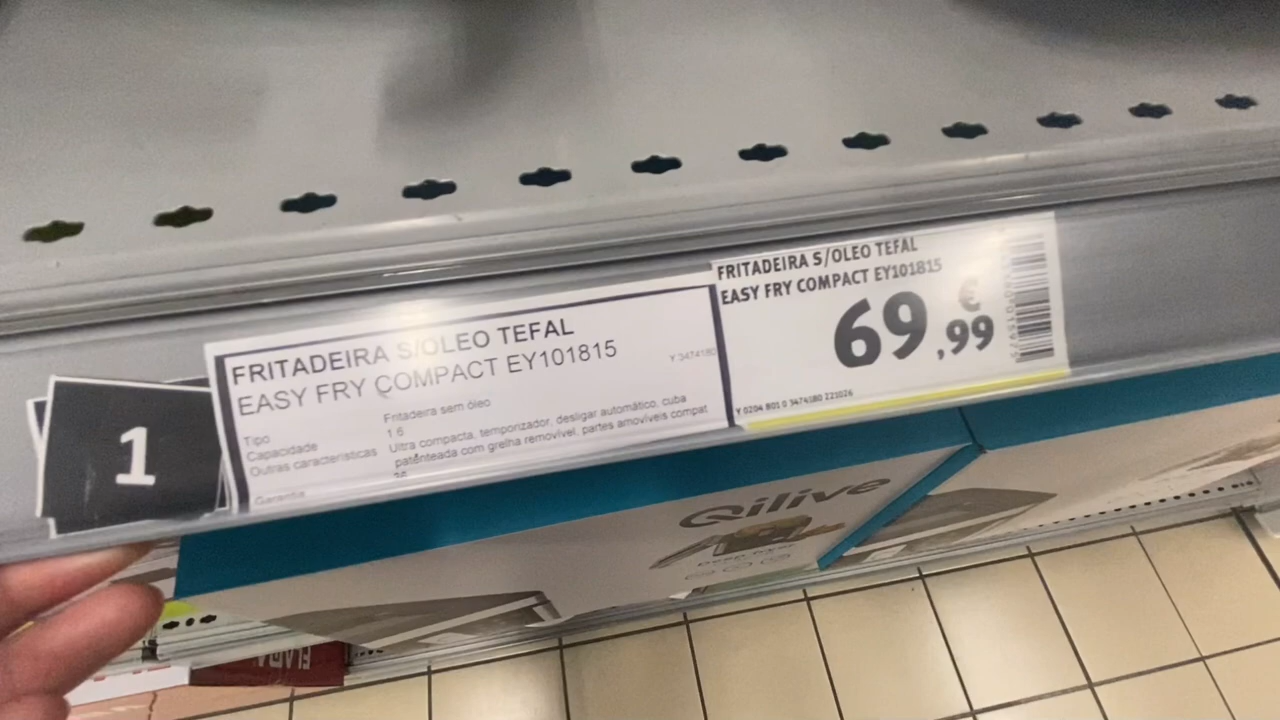 FRITADEIRA S/OLEO TEFAL
EASY FRY COMPACT EY101815
Y 3474180
Tipo Fritadeira sem óleo
Capacidade 1.6
Outras características Ultra compacta, temporizador, desligar automático, cuba
patenteada com grelha removível, partes amovíveis compat
Garantia
1
FRITADEIRA S/OLEO TEFAL
EASY FRY COMPACT EY101815
69,99 €
Y 0204 801 0 3474180 221026
Qilive